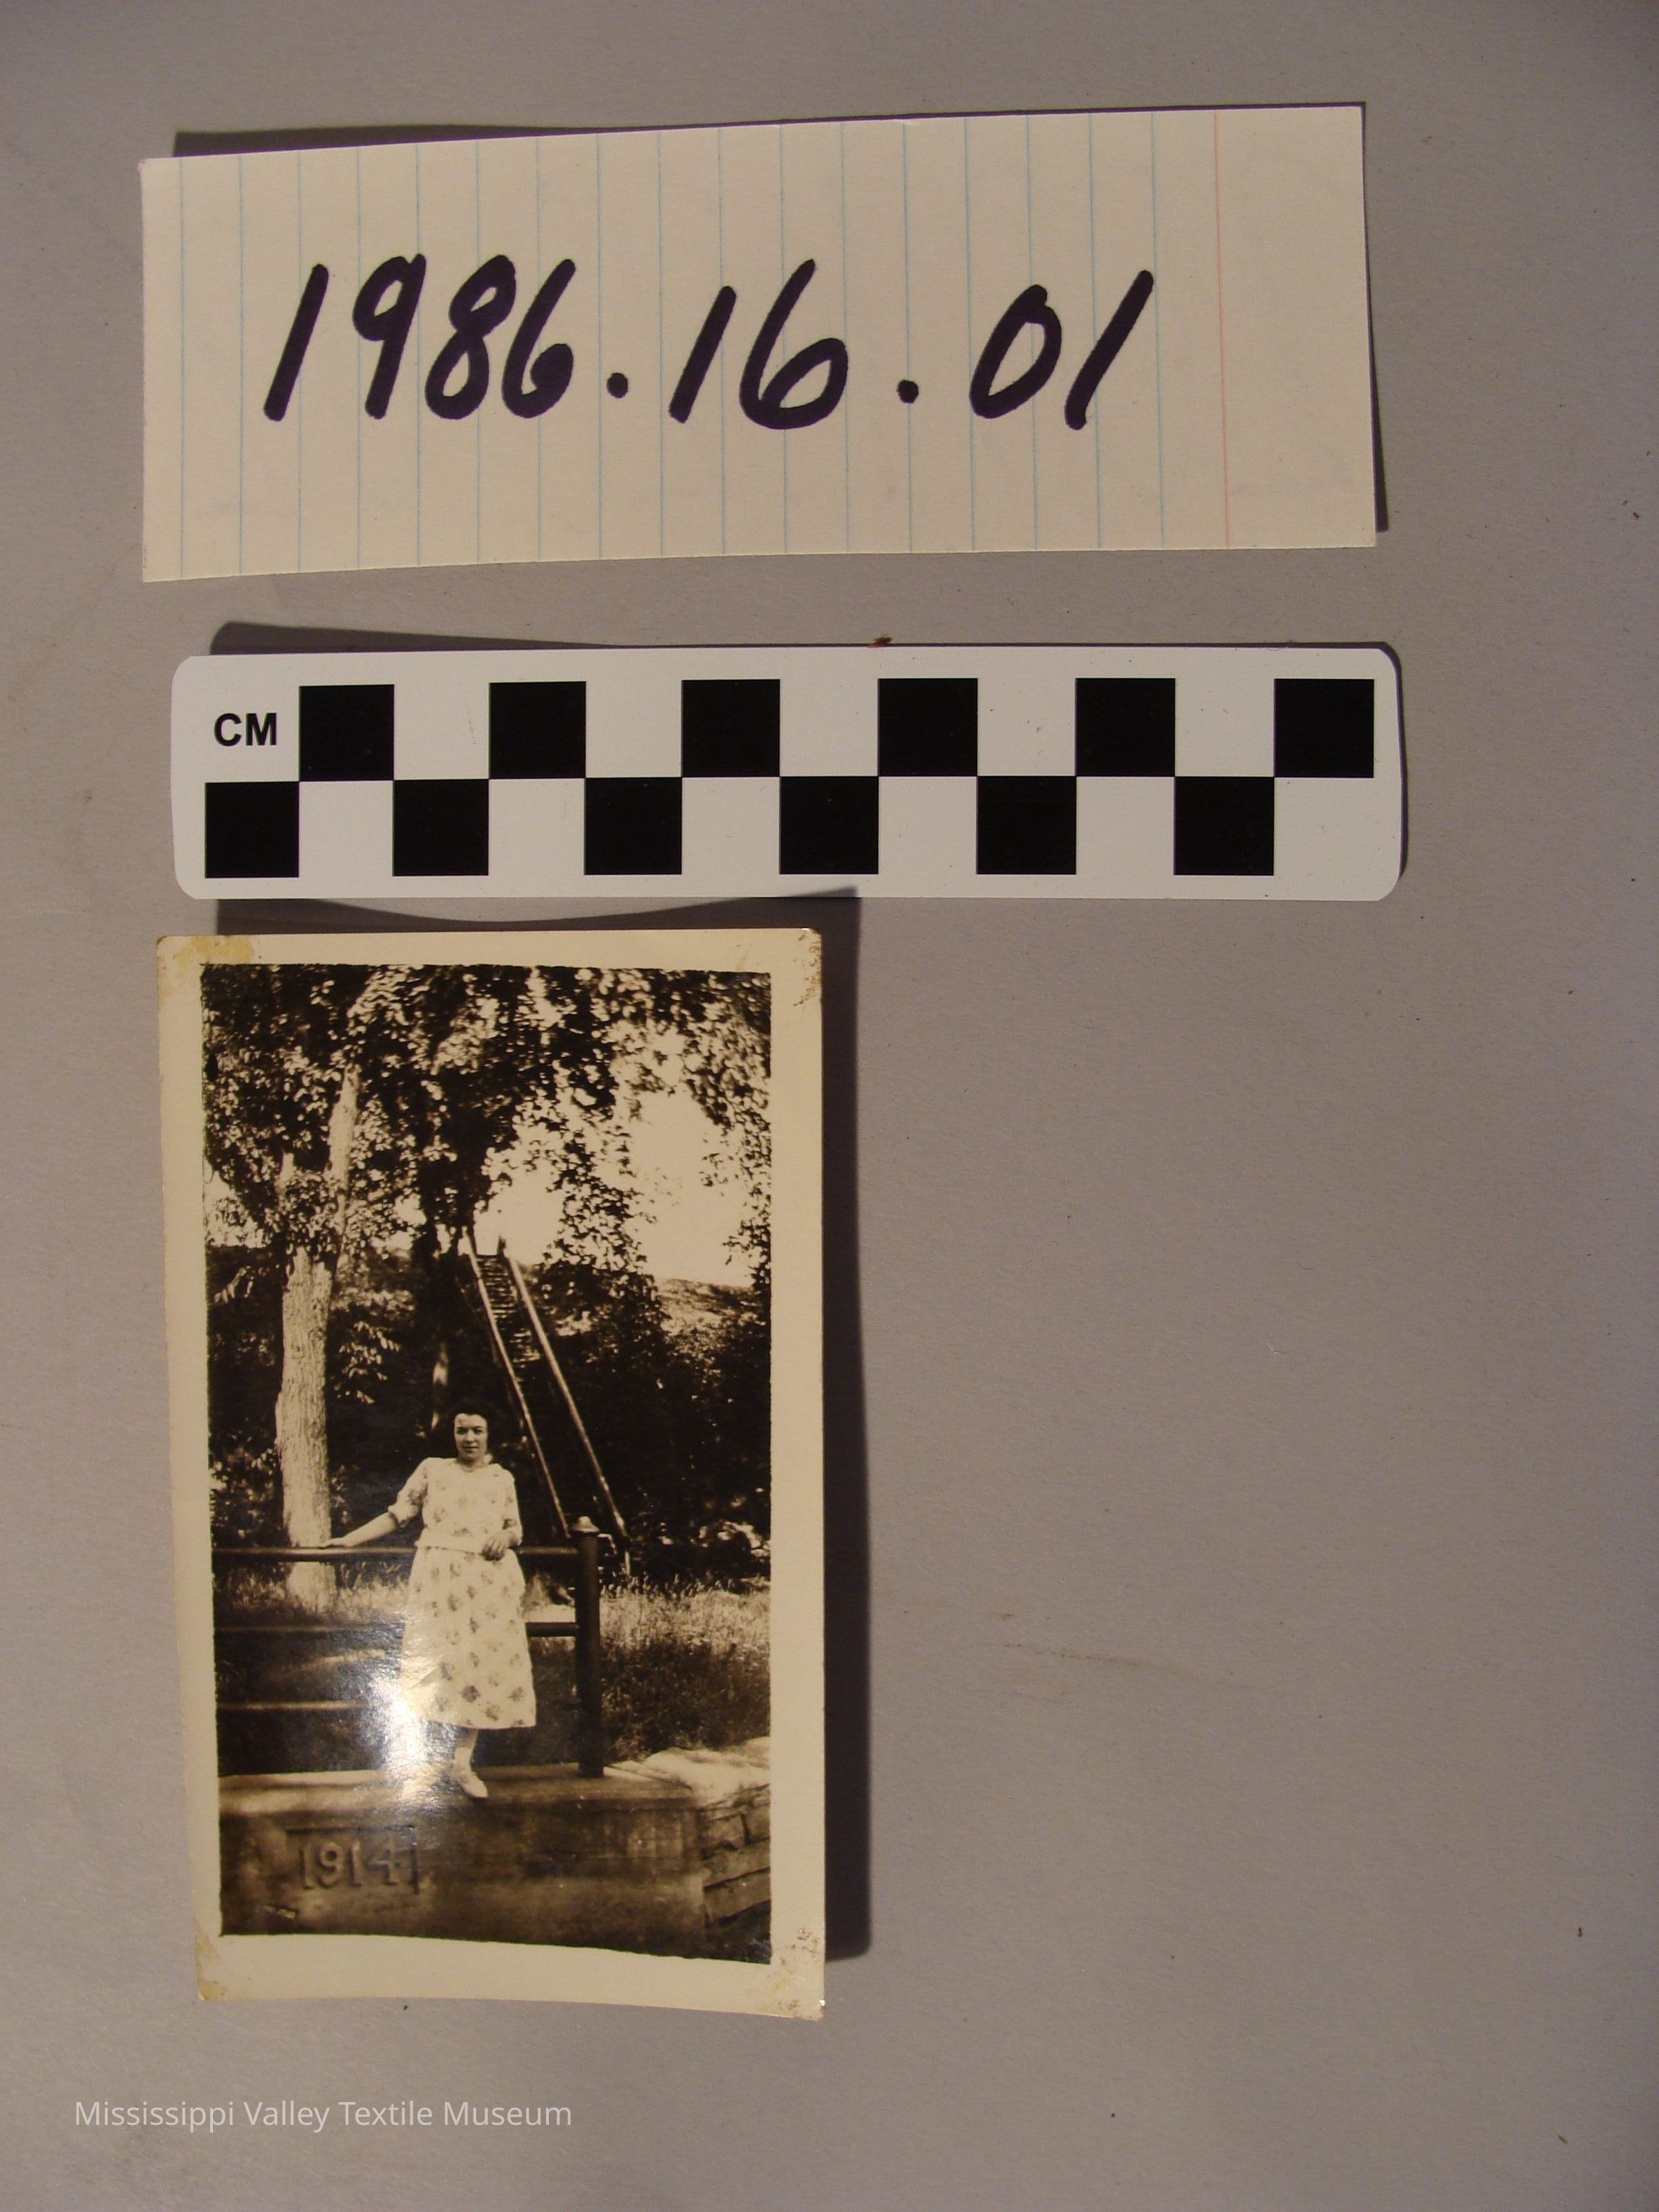 1986.16.01
CM
1914
Mississippi Valley Textile Museum